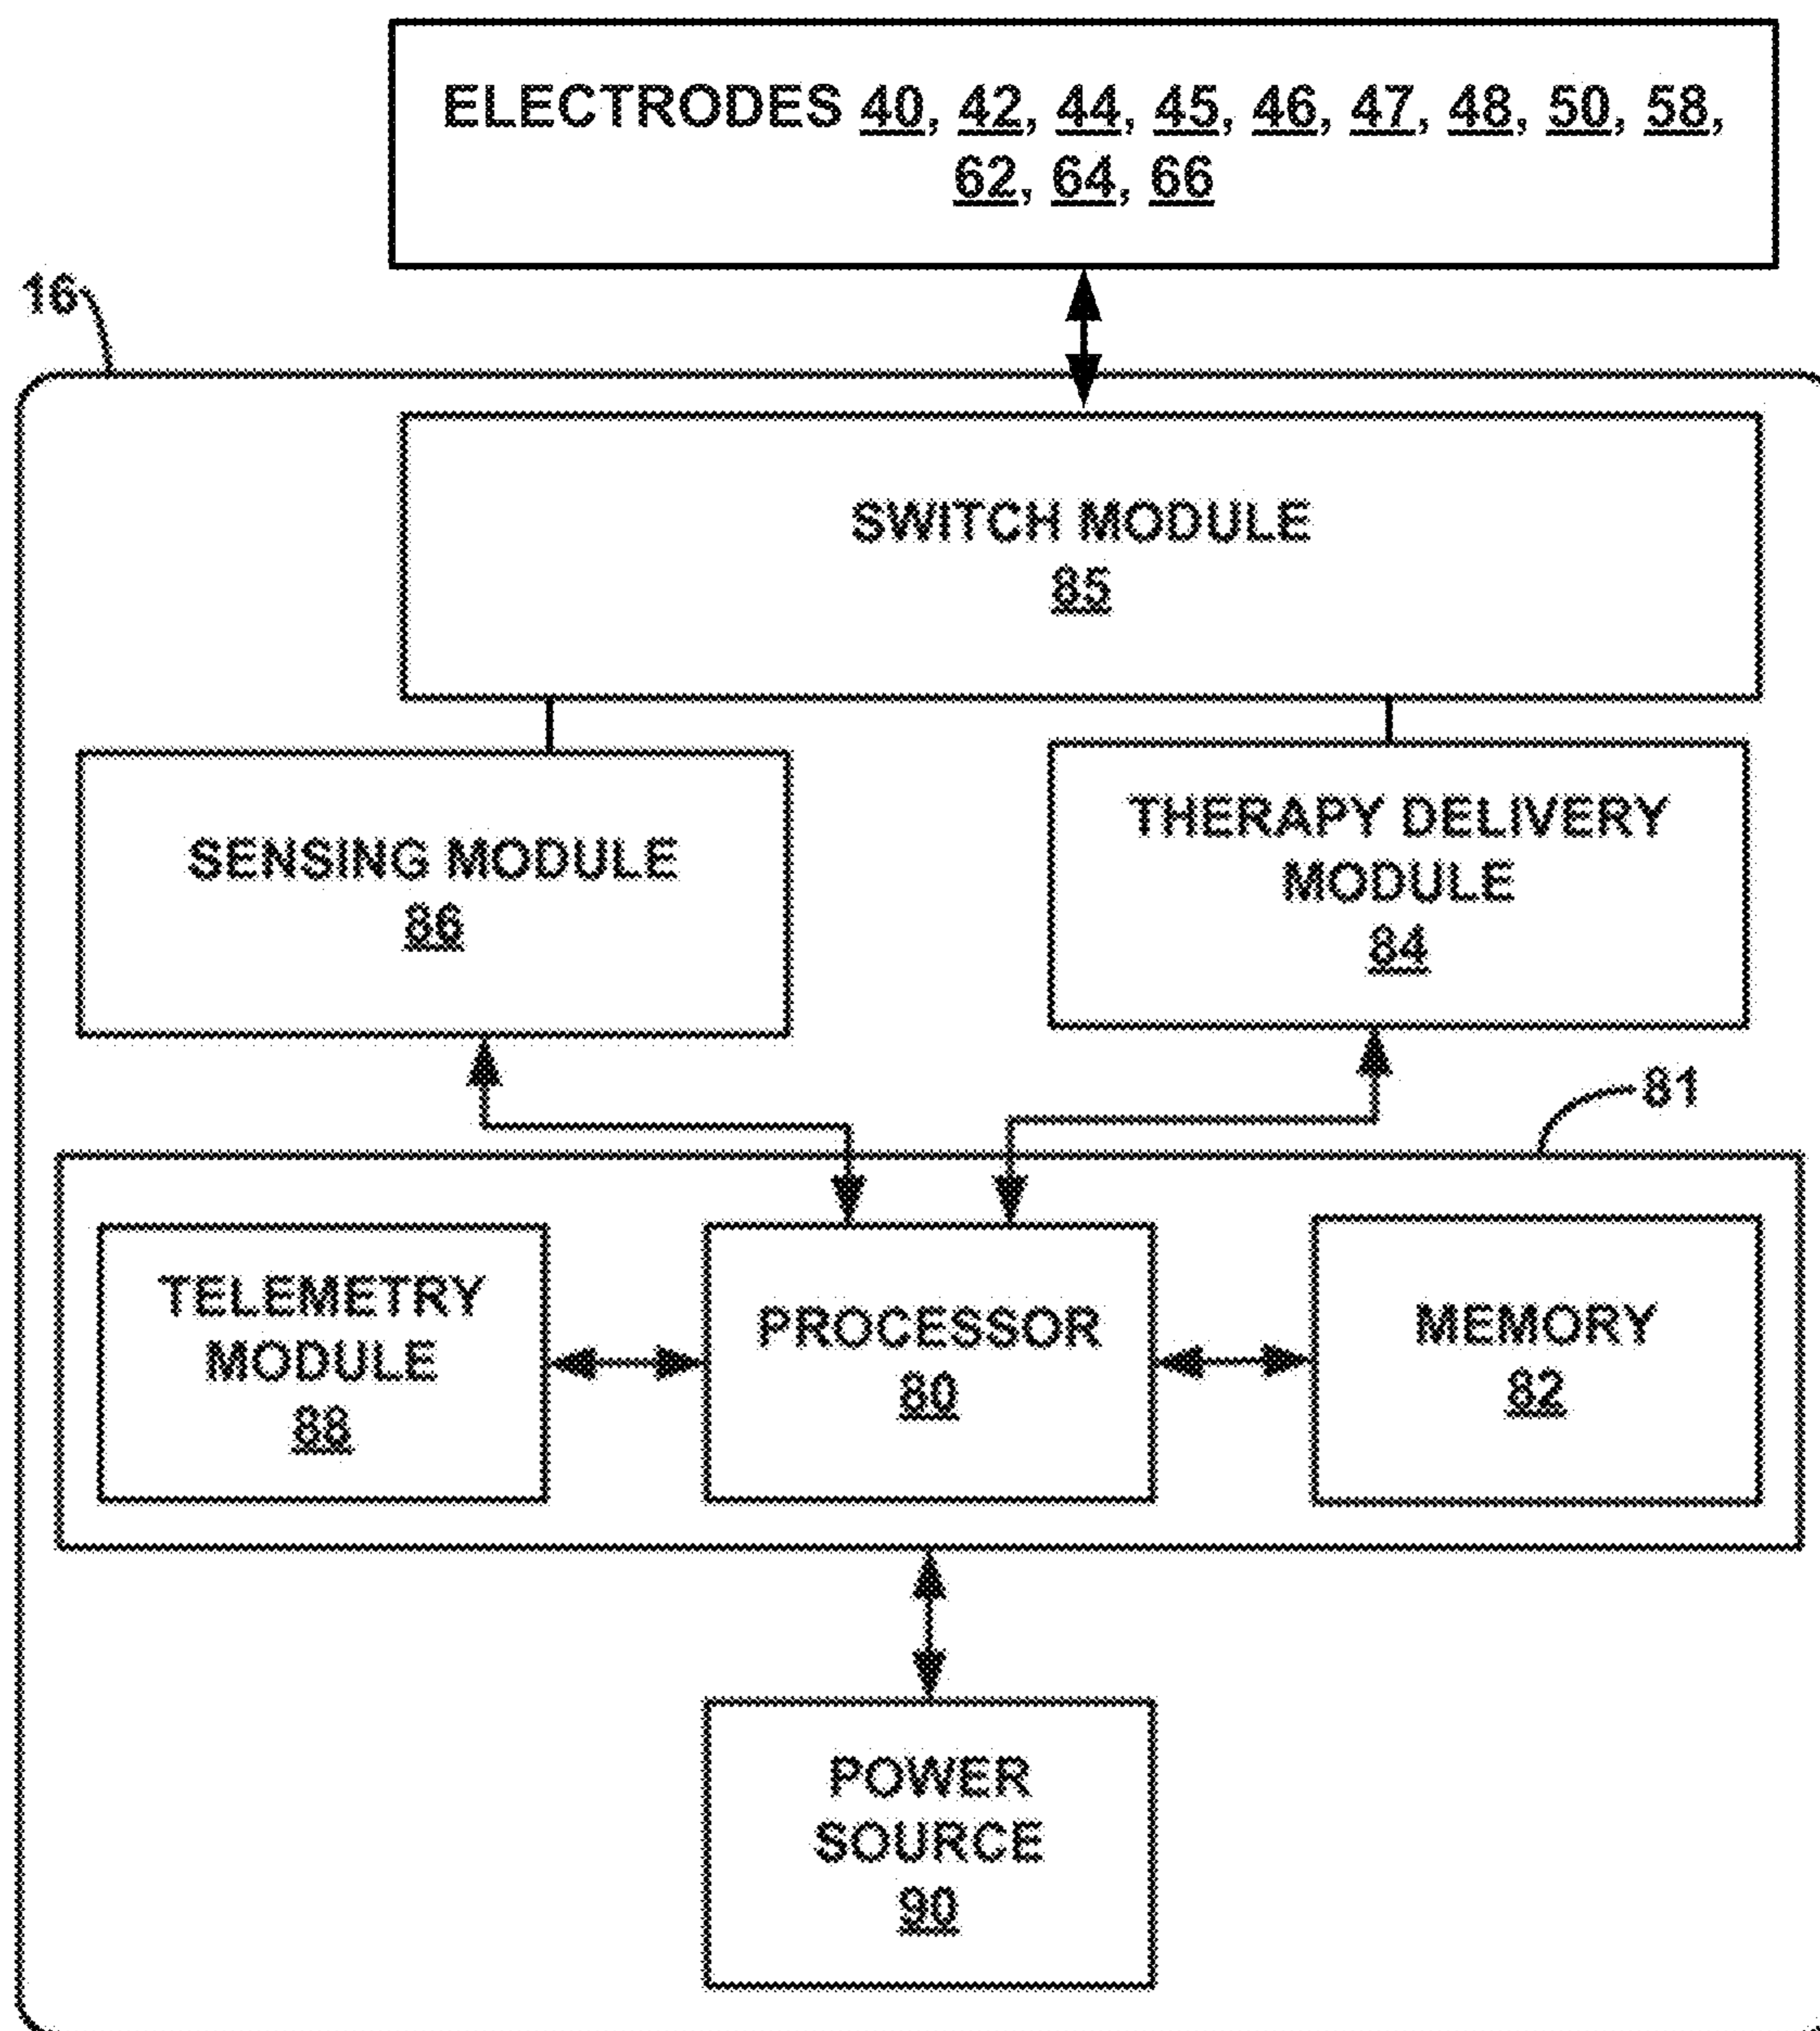 ELECTRODES 40, 42, 44, 45, 46, 47, 48, 50, 58,
62, 64, 66
16
SWITCH MODULE
85
SENSING MODULE
86
THERAPY DELIVERY
MODULE
84
81
TELEMETRY
MODULE
88
PROCESSOR
80
MEMORY
82
POWER
SOURCE
90